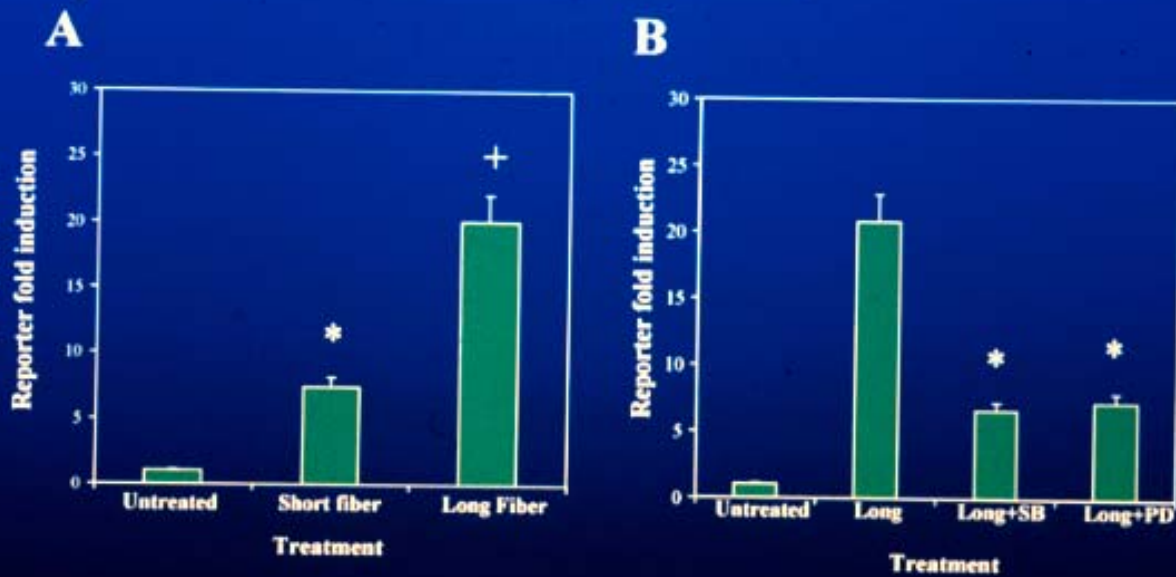 A
Reporter fold induction
30
25
20
15
10
5
0
*
+
Untreated Short fiber Long Fiber
Treatment
B
Reporter fold induction
30
25
20
15
10
5
0
*
*
Untreated Long Long+SB Long+PD
Treatment